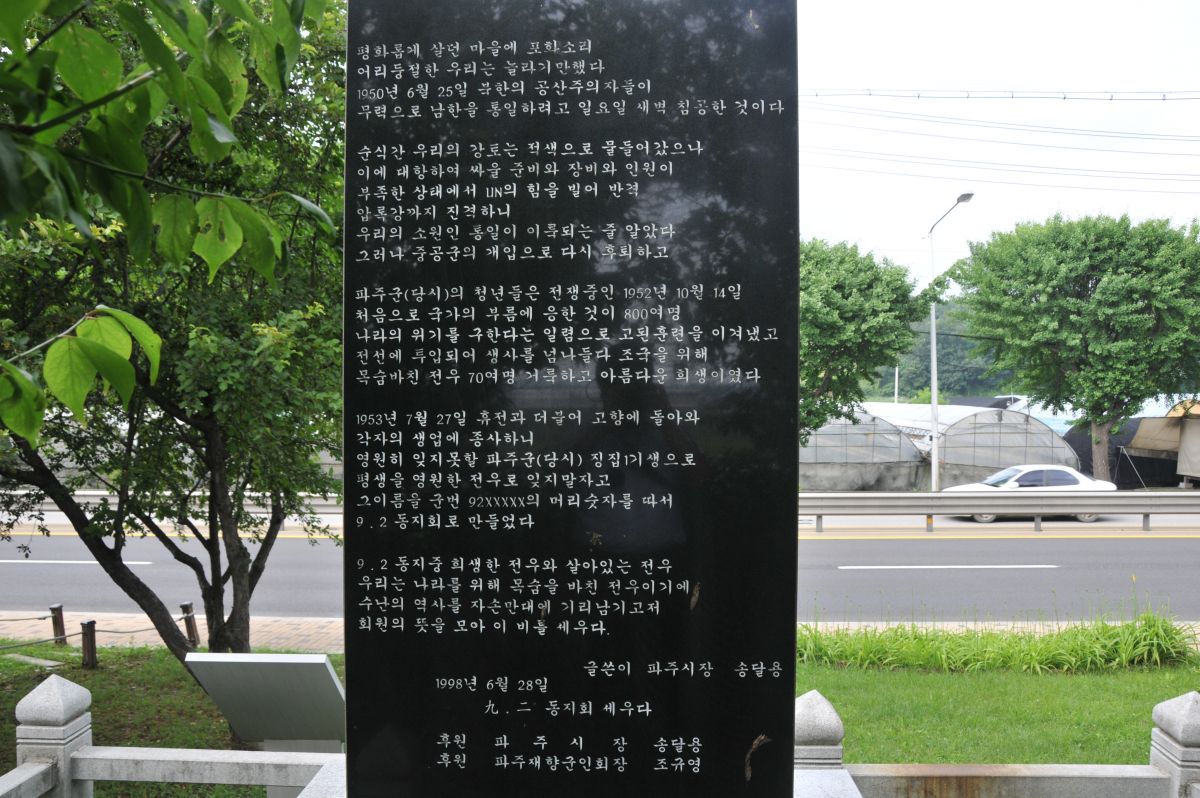 평화롭게 살던 마을에 포화소리
어리둥절한 우리는 놀라기만했다
1950년 6월 25일 북한의 공산주의자들이
무력으로 남한을 통일하려고 일요일 새벽 침공한 것이다
순식간 우리의 강토는 적색으로 물들어갔으나
이에 대항하여 싸울 준비와 장비와 인원이
부족한 상태에서 UN의 힘을 빌어 반격
압록강까지 진격하니
우리의 소원인 통일이 이룩되는 줄 알았다
그러나 중공군의 개입으로 다시 후퇴하고
파주군(당시)의 청년들은 전쟁중인 1952년 10월 14일
처음으로 국가의 부름에 응한 것이 800여명
나라의 위기를 구한다는 일렴으로 고된훈련을 이겨냈고
전선에 투입되어 생사를 넘나들다 조국을 위해
목숨바친 전우 70여명 거룩하고 아름다운 희생이였다
1953년 7월 27일 휴전과 더불어 고향에 돌아와
각자의 생업에 종사하니
영원히 잊지못할 파주군(당시) 징집1기생으로
평생을 영원한 전우로 잊지말자고
그이름을 군번 92XXXXX의 머리숫자를 따서
9.2 동지회로 만들었다
9.2 동지중 희생한 전우와 살아있는 전우
우리는 나라를 위해 목숨을 바친 전우이기에
수난의 역사를 자손만대에 기리남기고저
회원의 뜻을 모아 이 비틀 세우다.
글쓴이 파주시장 송달용
1998년 6월 28일
九.二 동지회 세우다
후원 파주시장 송달용
후원 파주재향군인회장 조규영